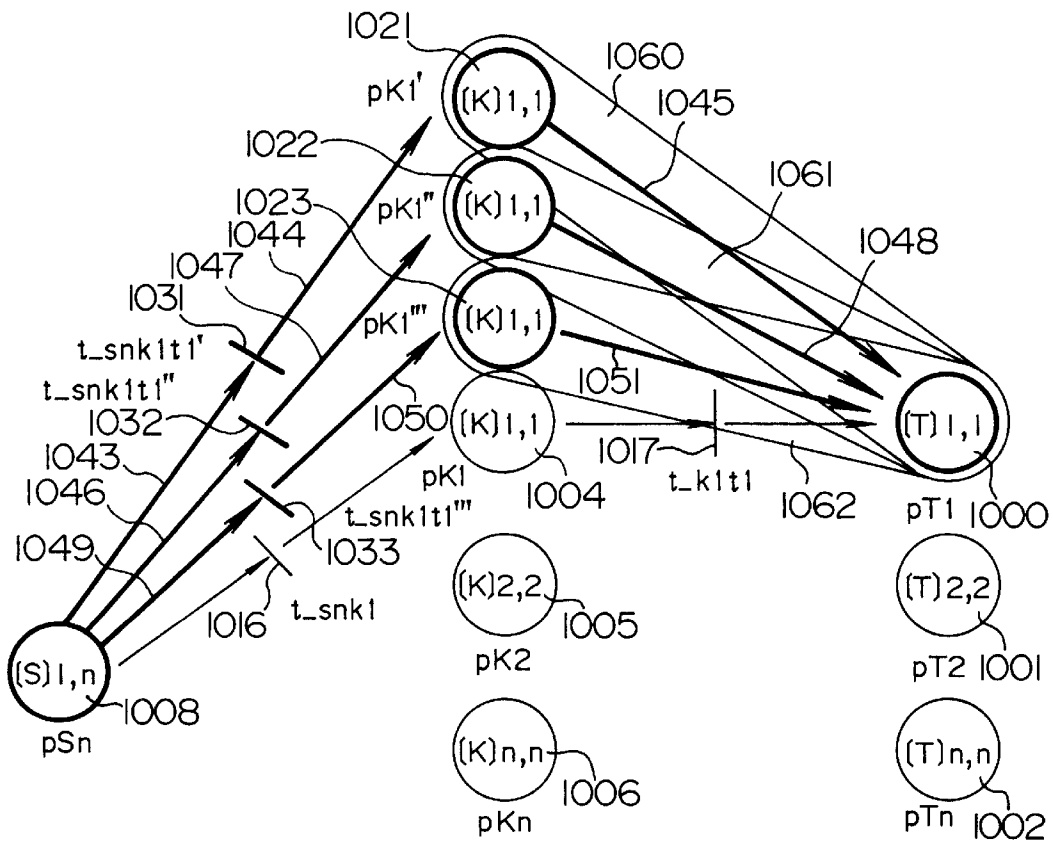 1021
pK1'
[K]1,1
1060
1045
1022
pK1"
[K]1,1
1061
1023
1044
1048
1047
1031
pK1"'
[K]1,1
t_snk1t1'
t_snk1t1"
1032
1050
1051
[K]1,1
[T]1,1
1043
1017
pK1
1004
t_k1t1
1062
pT1
1000
1046
t_snk1t1"'
1033
1049
1016
t_snk1
[K]2,2
1005
pK2
[T]2,2
1001
pT2
[S]1,n
1008
pSn
[K]n,n
1006
pKn
[T]n,n
1002
pTn